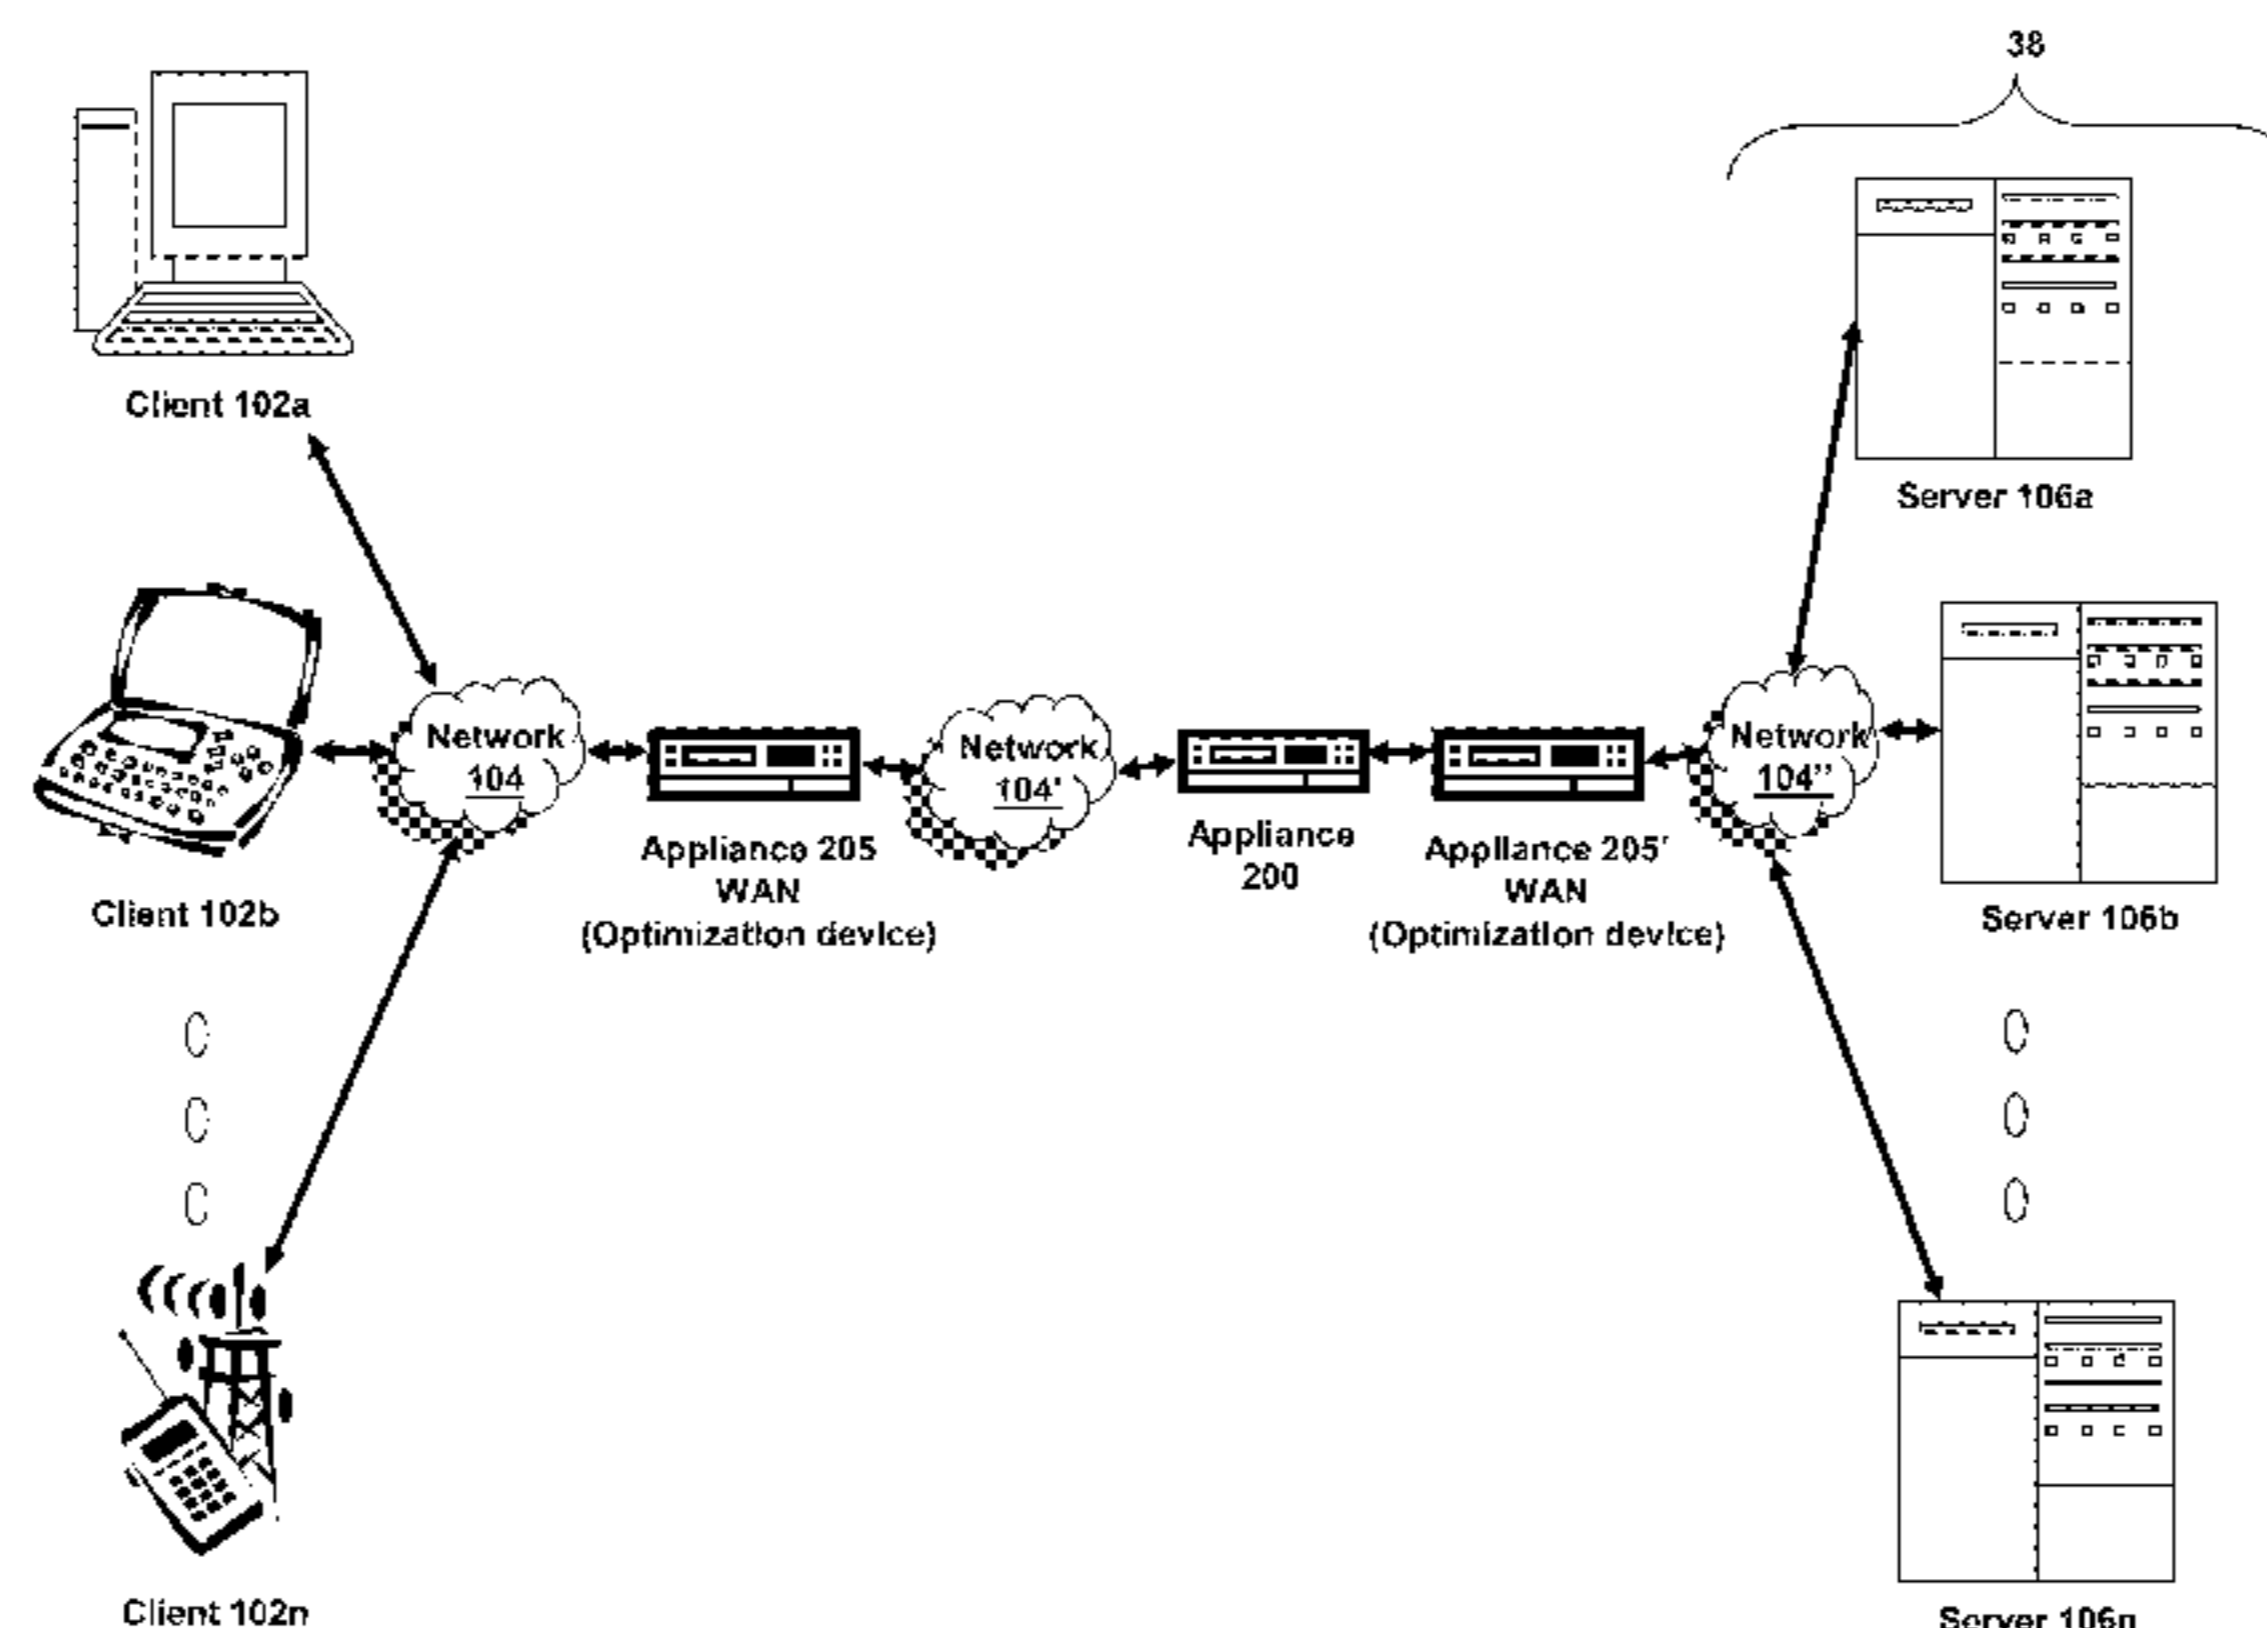 38
Client 102a
Server 106a
Network
104
Network
104'
Network
104''
Appliance 205
WAN
(Optimization device)
Appliance
200
Appliance 205'
WAN
(Optimization device)
Client 102b
Server 106b
Client 102n
Server 106n